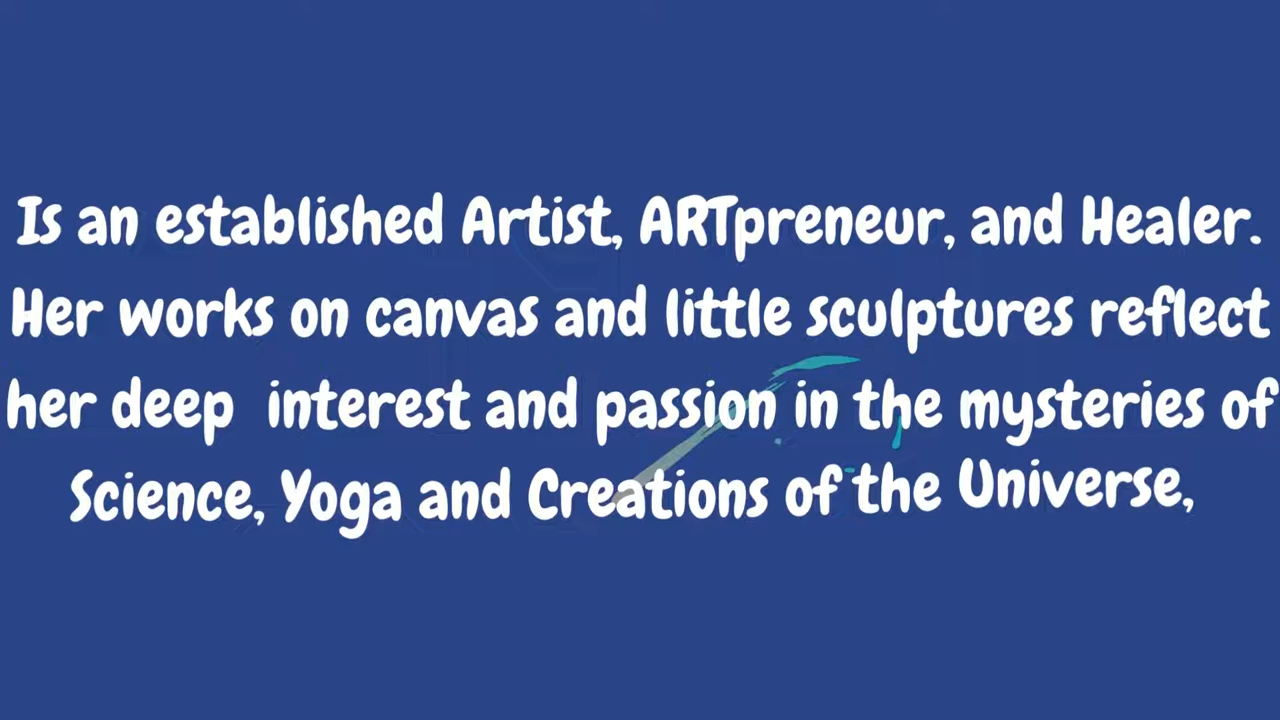 Is an established Artist, ARTpreneur, and Healer.
Her works on canvas and little sculptures reflect
her deep interest and passion in the mysteries of
Science, Yoga and Creations of the Universe,